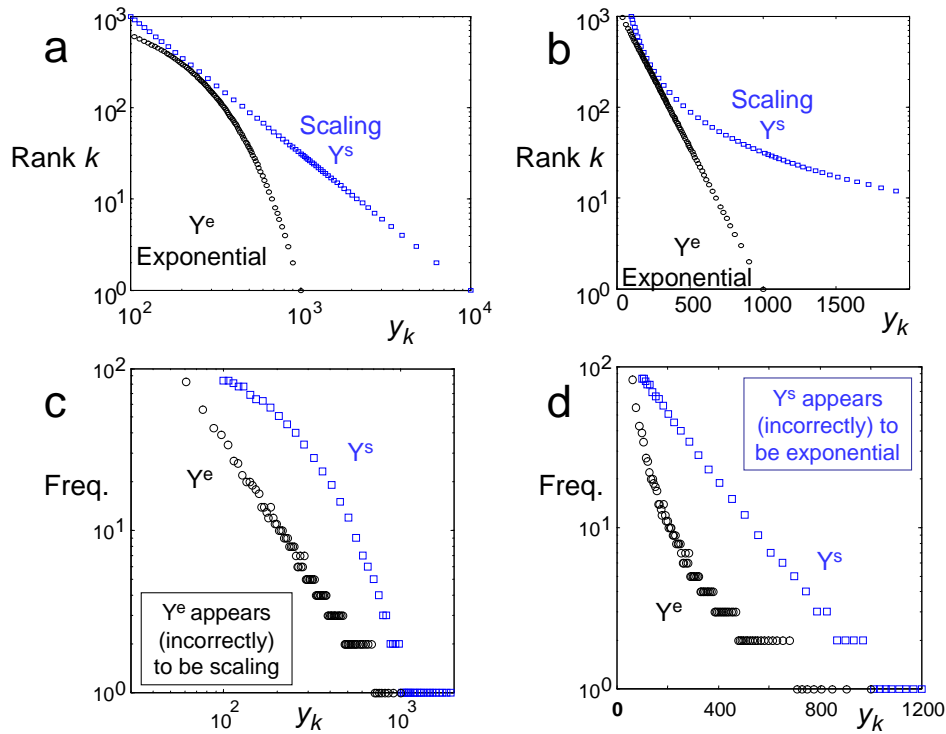 a
10³
10²
10¹
10⁰
Rank k
Scaling
Yˢ
Yᵉ
Exponential
10² 10³ 10⁴
yₖ
b
10³
10²
10¹
10⁰
Rank k
Scaling
Yˢ
Yᵉ
Exponential
0 500 1000 1500
yₖ
c
10²
10¹
10⁰
Freq.
Yˢ
Yᵉ
Yᵉ appears
(incorrectly)
to be scaling
10² 10³
yₖ
d
10²
10¹
10⁰
Freq.
Yˢ appears
(incorrectly) to
be exponential
Yˢ
Yᵉ
0 400 800 1200
yₖ